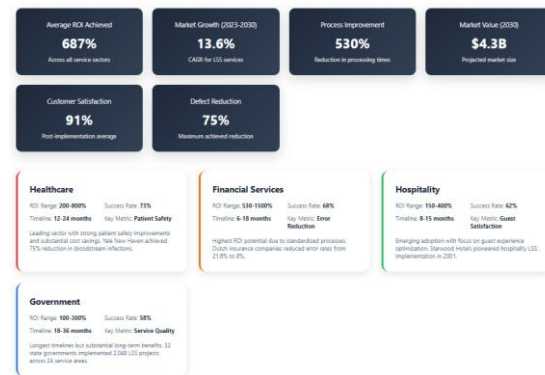 Average ROI Achieved
687%
Across all service sectors
Market Growth (2023-2030)
13.6%
CAGR for LSS services
Process Improvement
530%
Reduction in processing times
Market Value (2030)
$4.3B
Projected market size
Customer Satisfaction
91%
Post-implementation average
Defect Reduction
75%
Maximum achieved reduction
Healthcare
ROI Range: 200-800% Success Rate: 73%
Timeline: 12-24 months Key Metric: Patient Safety
Leading sector with strong patient safety improvements
and substantial cost savings. Yale New Haven achieved
75% reduction in bloodstream infections.
Financial Services
ROI Range: 530-1500% Success Rate: 68%
Timeline: 6-18 months Key Metric: Error
Reduction
Highest ROI potential due to standardized processes.
Dutch insurance companies reduced error rates from
21.8% to 8%.
Hospitality
ROI Range: 150-400% Success Rate: 62%
Timeline: 8-15 months Key Metric: Guest
Satisfaction
Emerging adoption with focus on guest experience
optimization. Starwood Hotels pioneered hospitality LSS
implementation in 2001.
Government
ROI Range: 100-300% Success Rate: 58%
Timeline: 18-36 months Key Metric: Service Quality
Longest timelines but substantial long-term benefits. 32
state governments implemented 2,048 LSS projects
across 24 service areas.